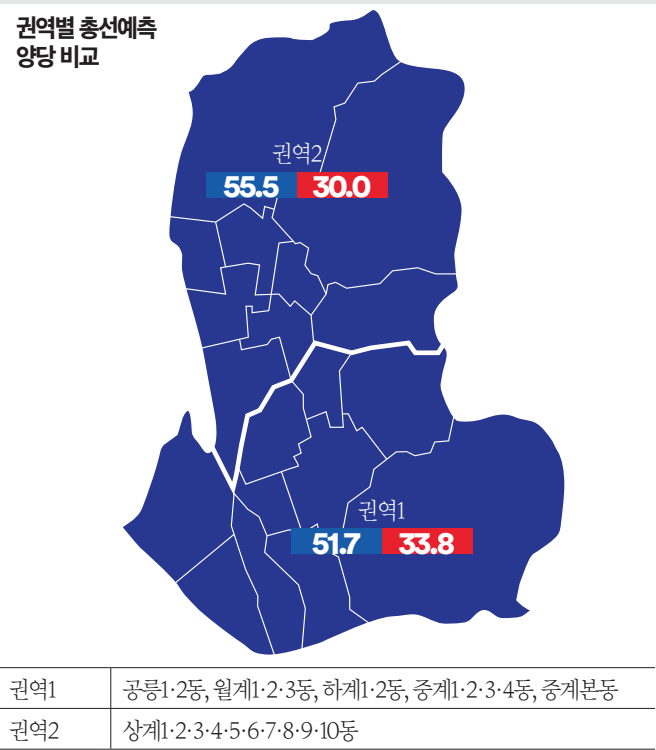 권역별 총선예측
양당 비교
권역2
55.5 30.0
권역1
51.7 33.8
권역1 공릉1·2동, 월계1·2·3동, 하계1·2동, 중계1·2·3·4동, 중계본동
권역2 상계1·2·3·4·5·6·7·8·9·10동